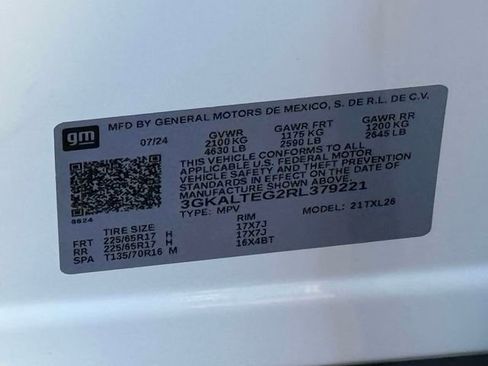 gm MFD BY GENERAL MOTORS DE MEXICO, S. DE R.L. DE C.V.
07/24 GVWR GAWR FRT GAWR RR
2100 KG 1175 KG 1200 KG
4630 LB 2590 LB 2645 LB
THIS VEHICLE CONFORMS TO ALL
APPLICABLE U.S. FEDERAL MOTOR
VEHICLE SAFETY AND THEFT PREVENTION
STANDARDS IN EFFECT ON THE DATE OF
MANUFACTURE SHOWN ABOVE.
3GKALTEG2RL379221
8624 TYPE: MPV MODEL: 21TXL26
TIRE SIZE RIM
FRT 225/65R17 H 17X7J
RR 225/65R17 H 17X7J
SPA T135/70R16 M 16X4BT